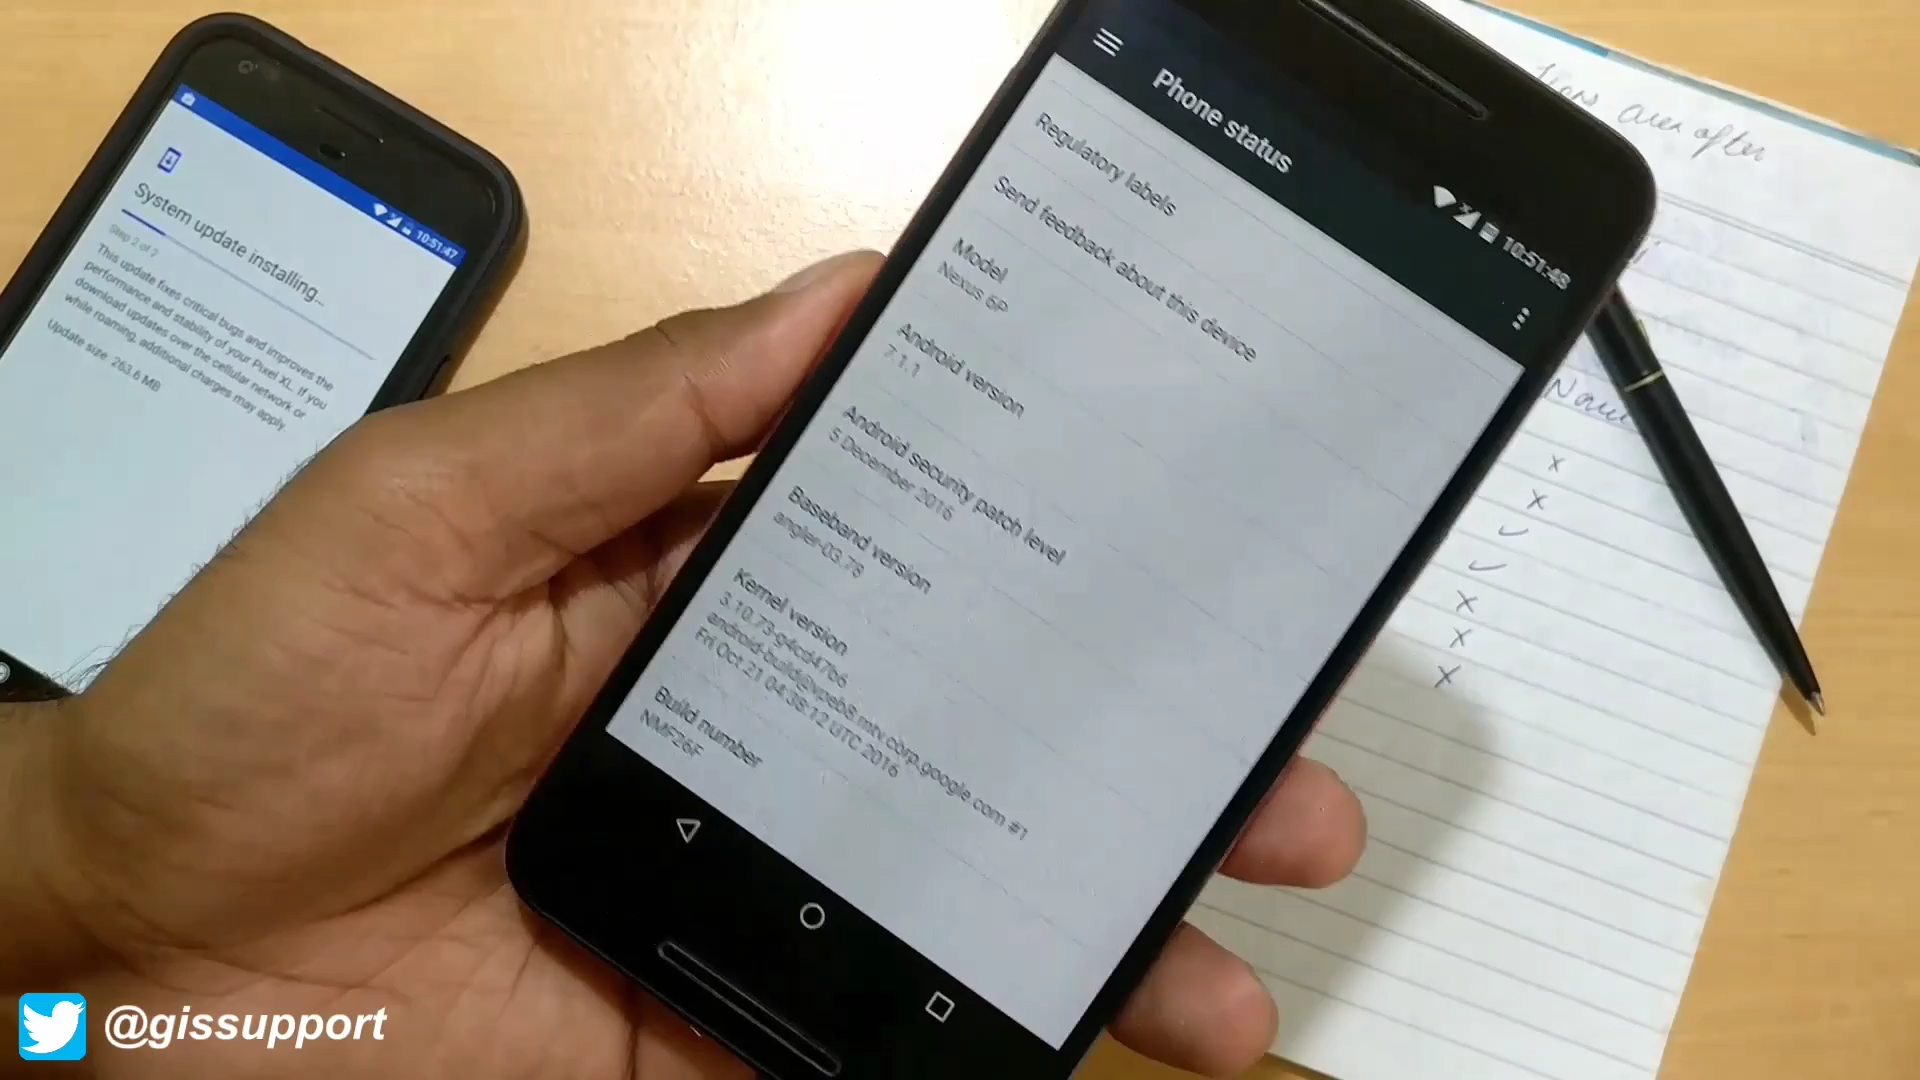 10:51:47
System update installing...
Step 2 of 7
This update fixes critical bugs and improves the
performance and stability of your Pixel XL. If you
download updates over the cellular network or
while roaming, additional charges may apply.
Update size: 263.6 MB
Phone status
10:51:48
Regulatory labels
Send feedback about this device
Model
Nexus 6P
Android version
7.1.1
Android security patch level
5 December 2016
Baseband version
angler-03.78
Kernel version
3.10.73-g4cd47b6
android-build@vpeb8.mtv.corp.google.com #1
Fri Oct 21 04:38:12 UTC 2016
Build number
NMF26F
area after
@gissupport